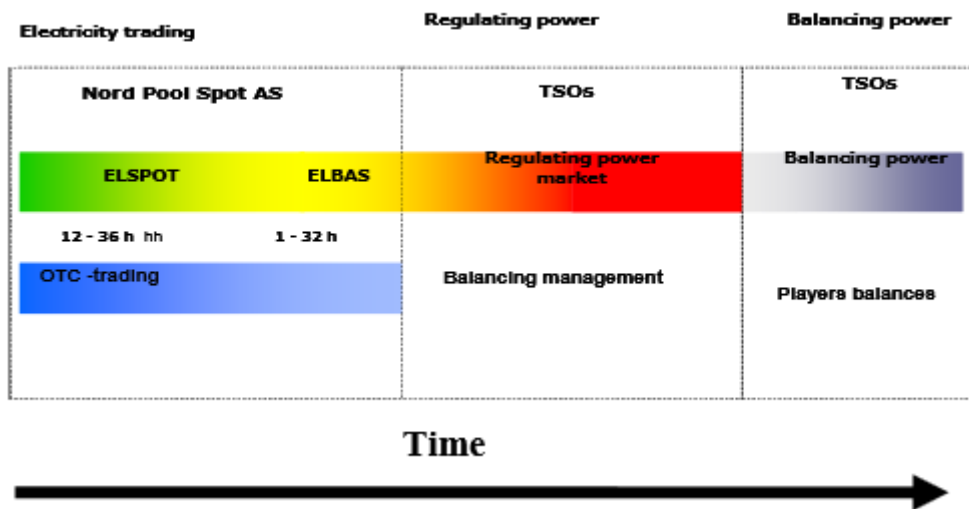 Electricity trading
Regulating power
Balancing power
Nord Pool Spot AS
TSOs
TSOs
ELSPOT
ELBAS
Regulating power
market
Balancing power
12 - 36 h hh
1 - 32 h
OTC -trading
Balancing management
Players balances
Time